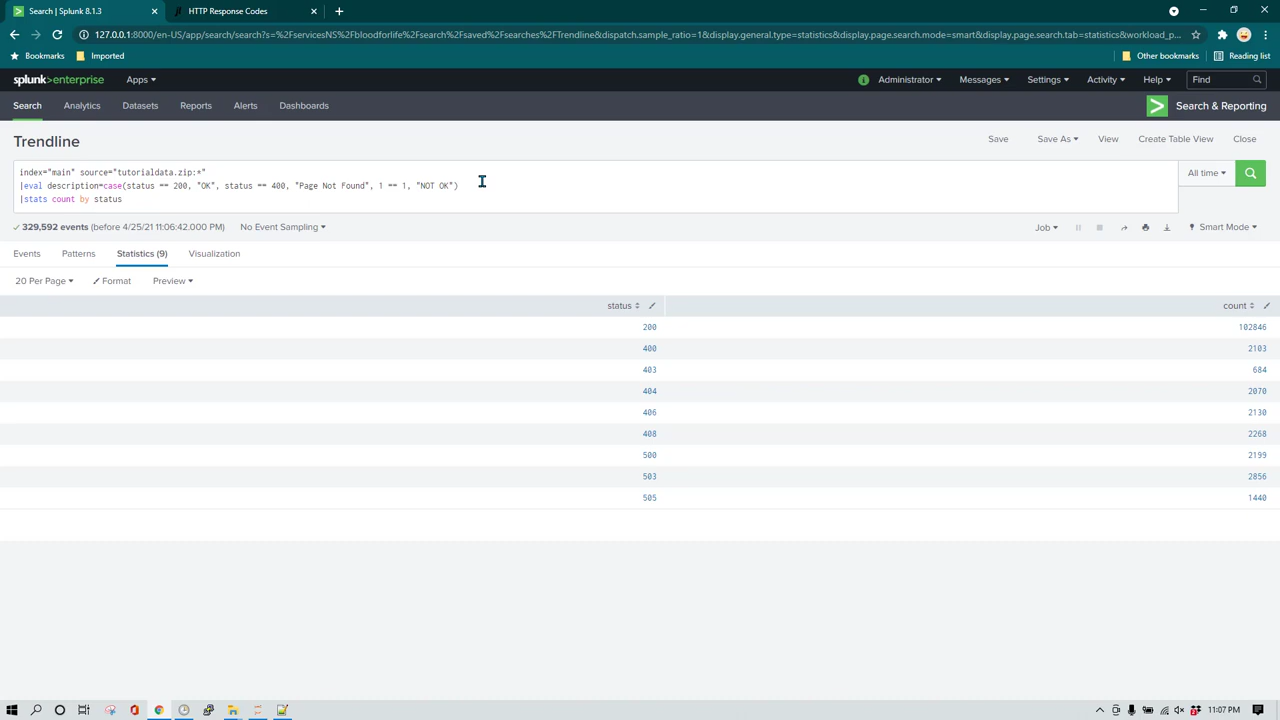 Search | Splunk 8.1.3
HTTP Response Codes
127.0.0.1:8000/en-US/app/search/search?s=%2FservicesNS%2Fbloodforlife%2Fsearch%2Fsaved%2Fsearches%2FTrendline&dispatch.sample_ratio=1&display.general.type=statistics&display.page.search.mode=smart&display.page.search.tab=statistics&workload_p...
Bookmarks Imported Other bookmarks Reading list
splunk>enterprise Apps Administrator Messages Settings Activity Help Find
Search Analytics Datasets Reports Alerts Dashboards Search & Reporting
Trendline Save Save As View Create Table View Close
index="main" source="tutorialdata.zip:*"
|eval description=case(status == 200, "OK", status == 400, "Page Not Found", 1 == 1, "NOT OK")
|stats count by status
All time
329,592 events (before 4/25/21 11:06:42.000 PM) No Event Sampling Job Smart Mode
Events Patterns Statistics (9) Visualization
20 Per Page Format Preview
status count
200 102846
400 2103
403 684
404 2070
406 2130
408 2268
500 2199
503 2856
505 1440
11:07 PM